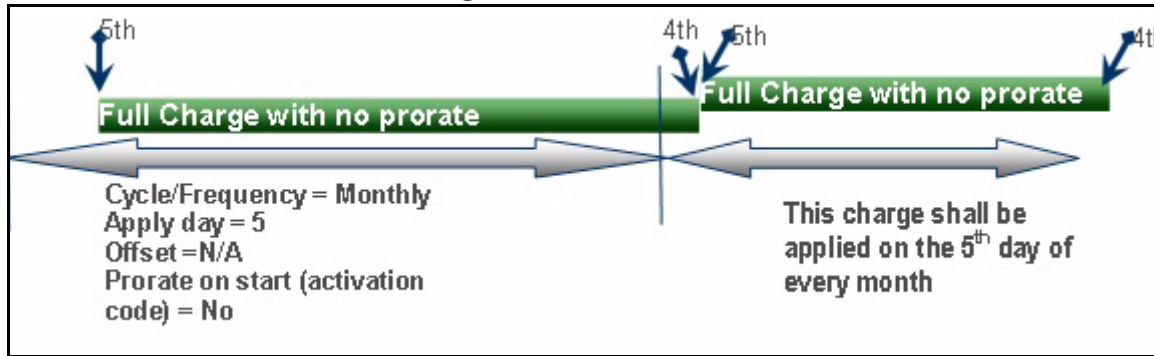 5th
4th
5th
4th
Full Charge with no prorate
Full Charge with no prorate
Cycle/Frequency = Monthly
Apply day = 5
Offset =N/A
Prorate on start (activation
code) = No
This charge shall be
applied on the 5th day of
every month